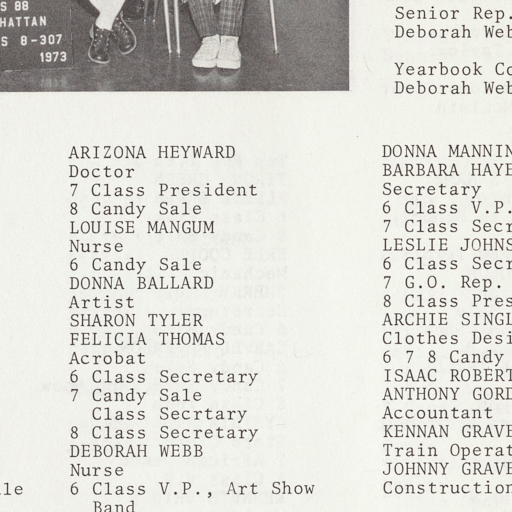 S 88
HATTAN
S 8-307
1973
Senior Rep.
Deborah Web
Yearbook Co
Deborah Web
ARIZONA HEYWARD
Doctor
7 Class President
8 Candy Sale
LOUISE MANGUM
Nurse
6 Candy Sale
DONNA BALLARD
Artist
SHARON TYLER
FELICIA THOMAS
Acrobat
6 Class Secretary
7 Candy Sale
Class Secrtary
8 Class Secretary
DEBORAH WEBB
Nurse
6 Class V.P., Art Show
Band
le
DONNA MANNIN
BARBARA HAYE
Secretary
6 Class V.P.
7 Class Secr
LESLIE JOHNS
6 Class Secr
7 G.O. Rep.
8 Class Pres
ARCHIE SINGL
Clothes Desi
6 7 8 Candy
ISAAC ROBERT
ANTHONY GORD
Accountant
KENNAN GRAVE
Train Operat
JOHNNY GRAVE
Construction